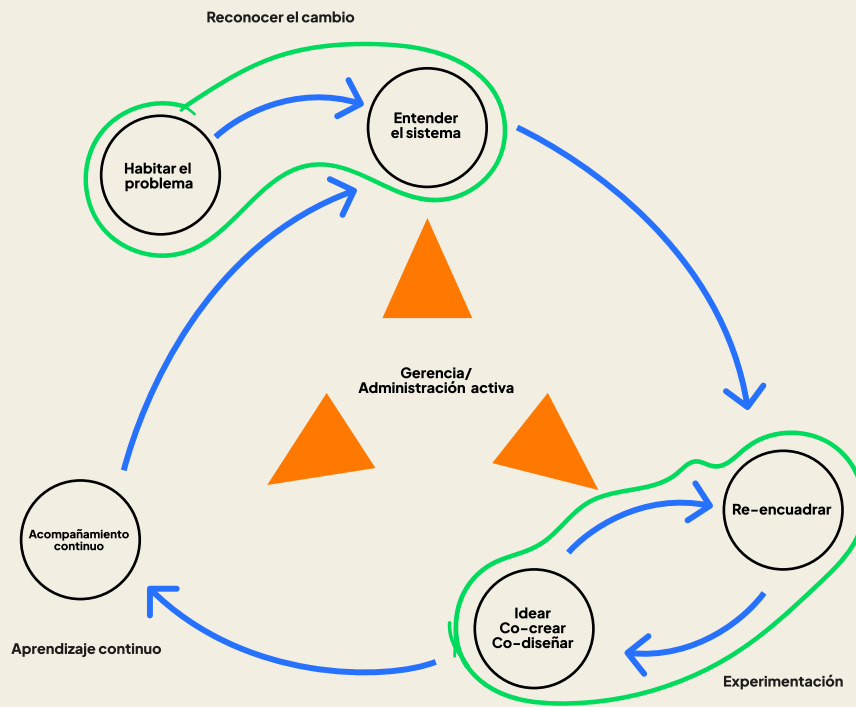 Reconocer el cambio
Entender
el sistema
Habitar el
problema
Gerencia/
Administración activa
Re-encuadrar
Acompañamiento
continuo
Idear
Co-crear
Co-diseñar
Aprendizaje continuo
Experimentación